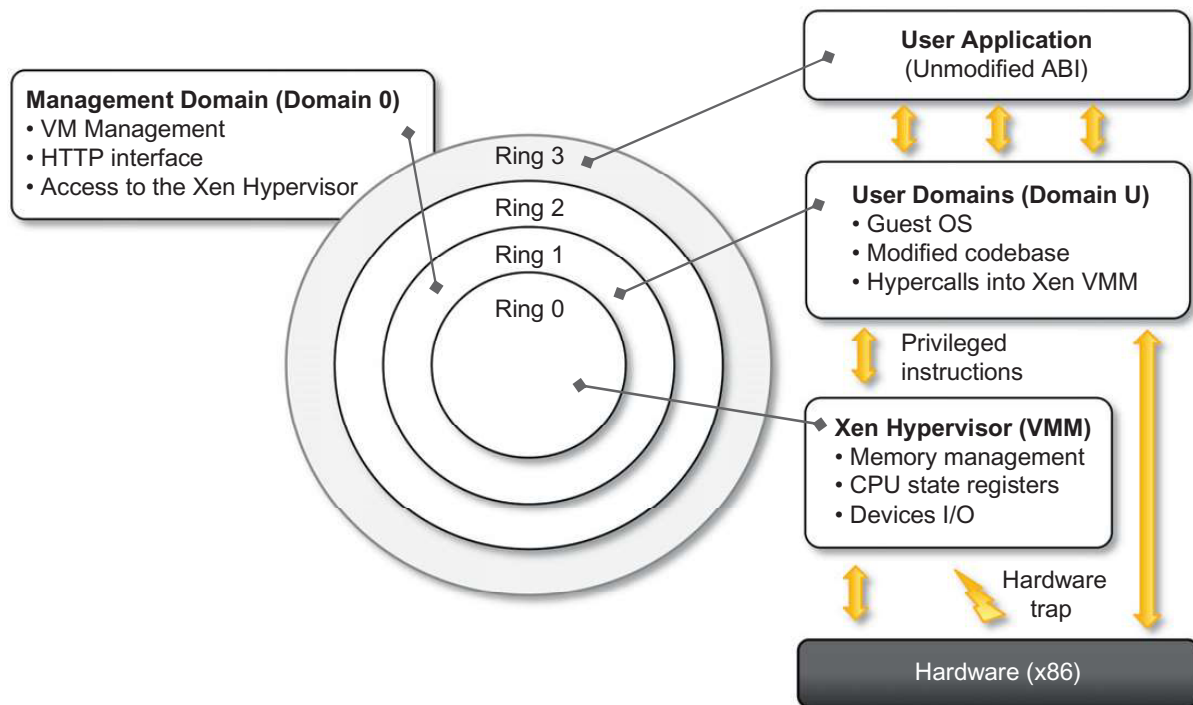 Management Domain (Domain 0)
• VM Management
• HTTP interface
• Access to the Xen Hypervisor
Ring 3
Ring 2
Ring 1
Ring 0
User Application
(Unmodified ABI)
User Domains (Domain U)
• Guest OS
• Modified codebase
• Hypercalls into Xen VMM
Privileged
instructions
Xen Hypervisor (VMM)
• Memory management
• CPU state registers
• Devices I/O
Hardware
trap
Hardware (x86)